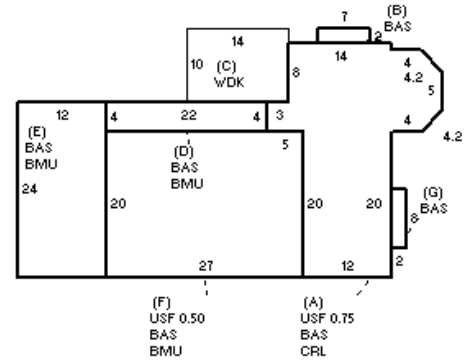 7
(B)
BAS
2
14
14
10
(C)
WDK
8
4
4.2
5
4
4.2
12
4
22
4
3
(E)
BAS
BMU
24
(D)
BAS
BMU
5
20
20
20
(G)
BAS
8
2
27
12
(F)
USF 0.50
BAS
BMU
(A)
USF 0.75
BAS
CRL